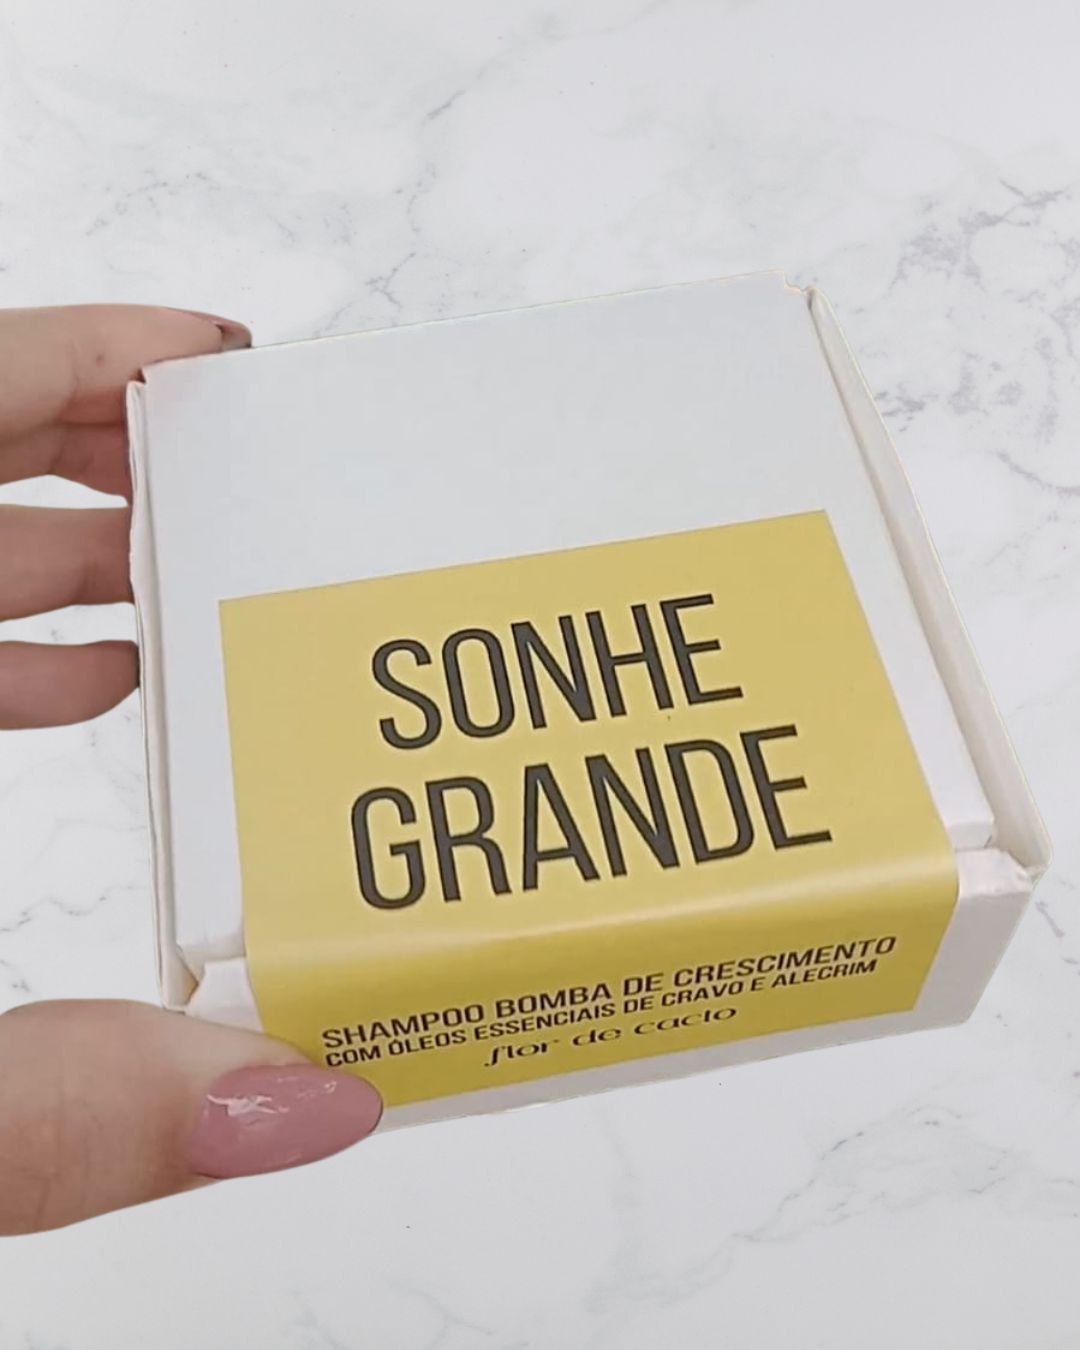 SONHE
GRANDE
SHAMPOO BOMBA DE CRESCIMENTO
COM ÓLEOS ESSENCIAIS DE CRAVO E ALECRIM
flor de cacto